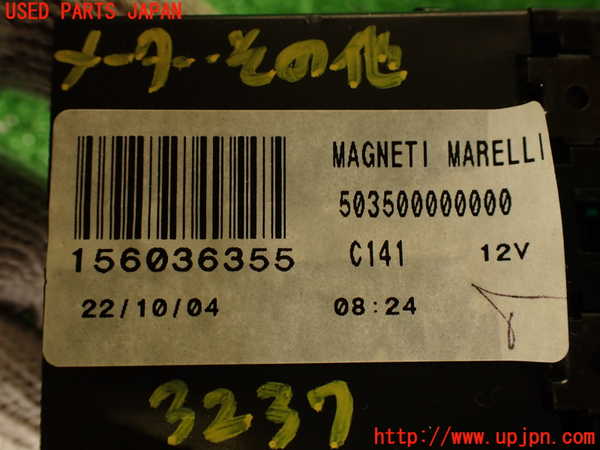 USED PARTS JAPAN
メーター・その他
MAGNETI MARELLI
503500000000
156036355
C141 12V
22/10/04 08:24
3237
http://www.upjpn.com